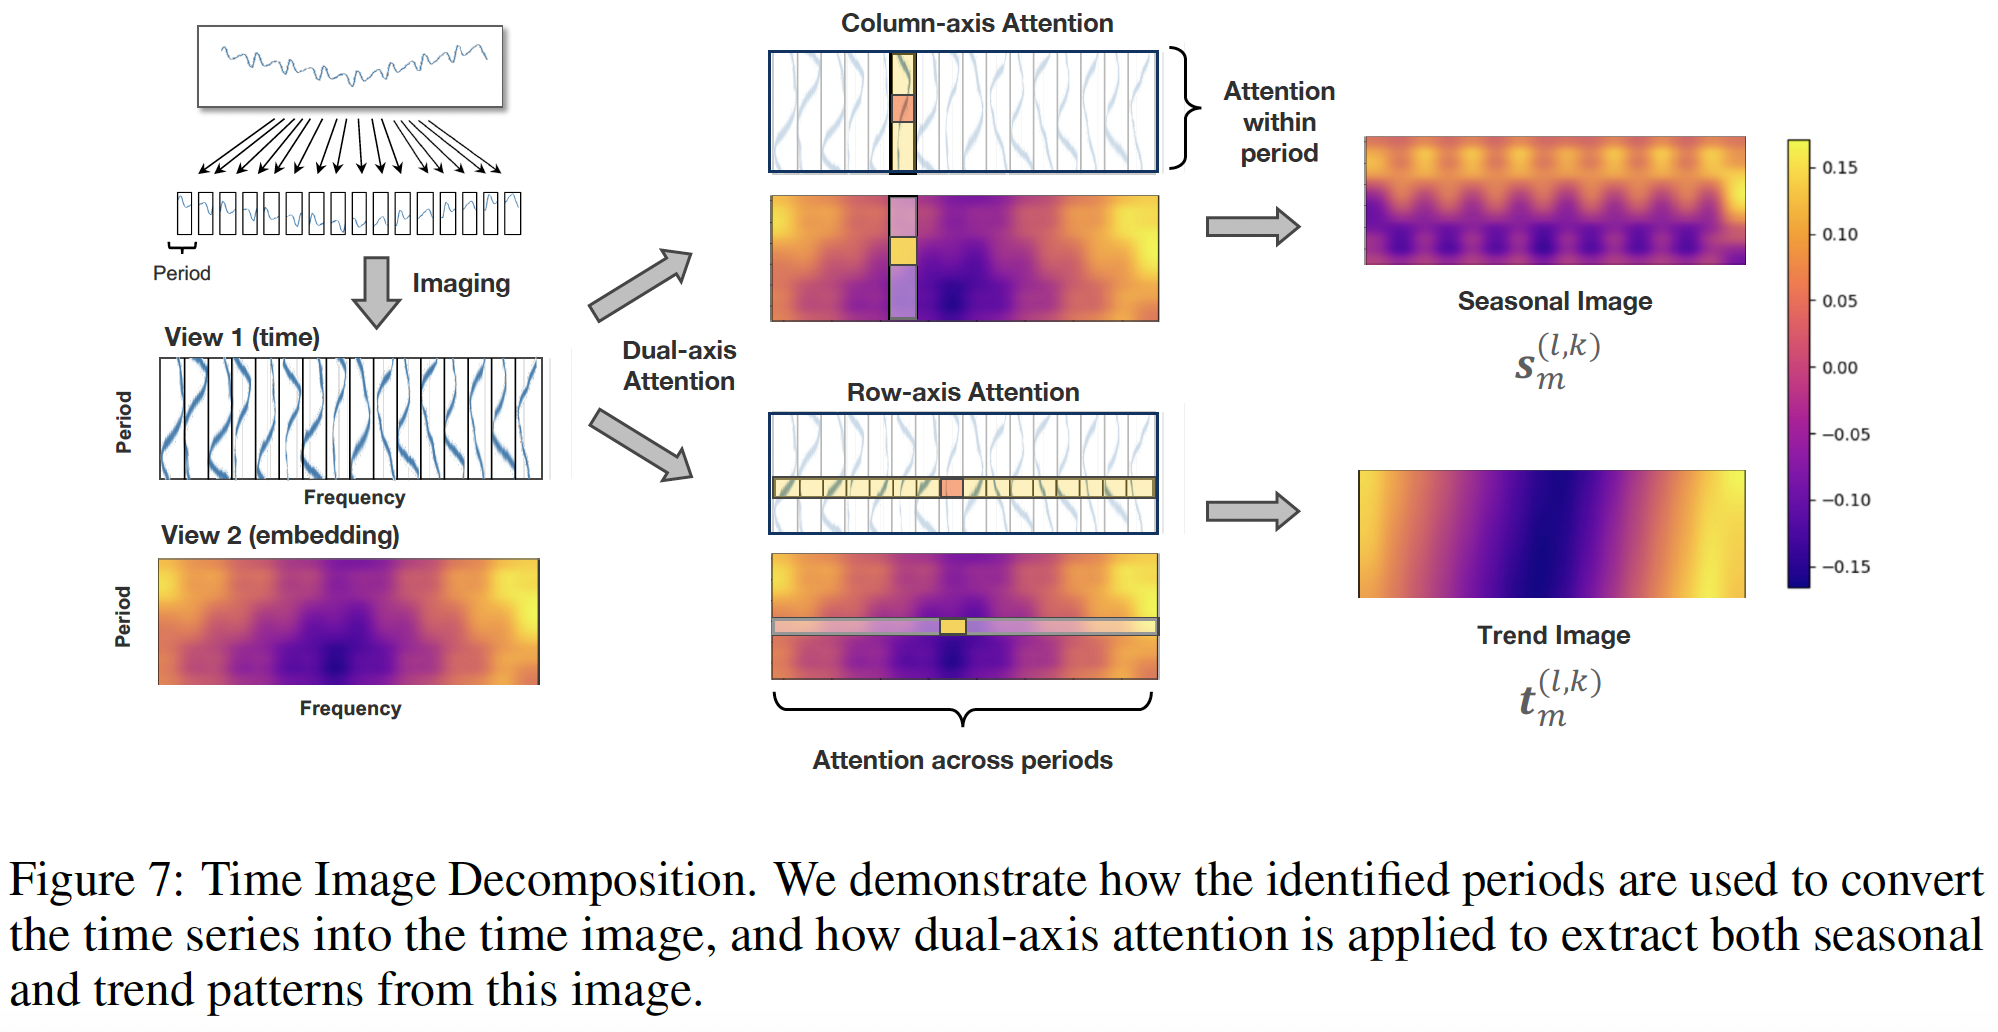 Column-axis Attention
Attention
within
period
Period
Imaging
View 1 (time)
Period
Frequency
View 2 (embedding)
Period
Frequency
Dual-axis
Attention
Row-axis Attention
Attention across periods
Seasonal Image
s_m^{(l,k)}
Trend Image
t_m^{(l,k)}
0.15
0.10
0.05
0.00
−0.05
−0.10
−0.15
Figure 7: Time Image Decomposition. We demonstrate how the identified periods are used to convert
the time series into the time image, and how dual-axis attention is applied to extract both seasonal
and trend patterns from this image.